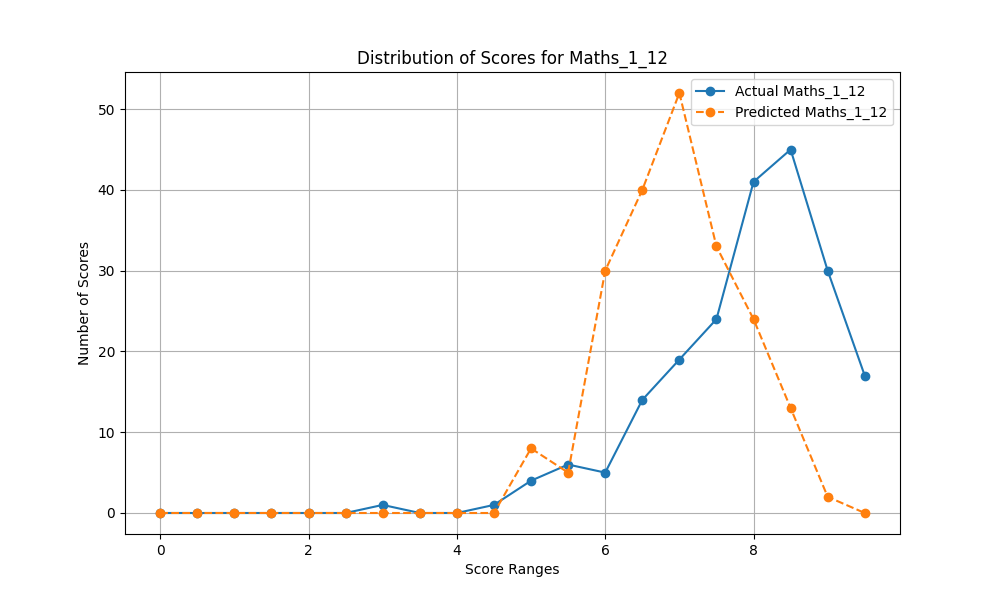 Distribution of Scores for Maths_1_12
Actual Maths_1_12
Predicted Maths_1_12
50
40
30
20
10
0
Number of Scores
0 2 4 6 8
Score Ranges